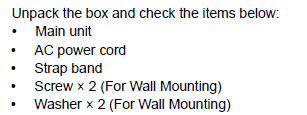 Unpack the box and check the items below:
• Main unit
• AC power cord
• Strap band
• Screw × 2 (For Wall Mounting)
• Washer × 2 (For Wall Mounting)